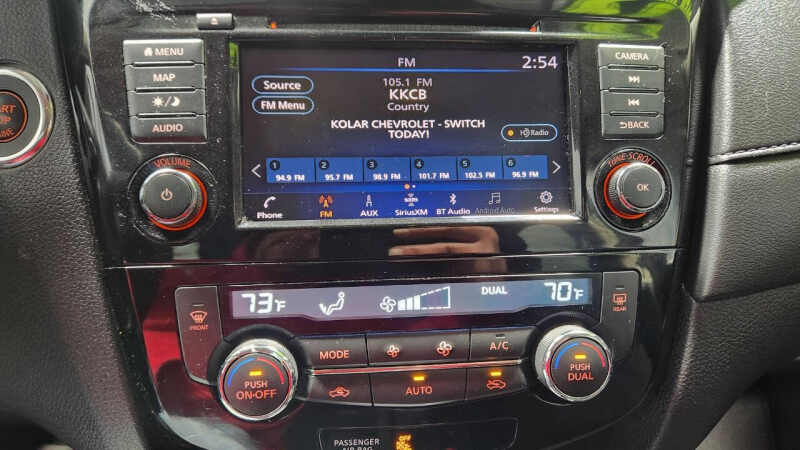 MENU
MAP
AUDIO
START
STOP
VOLUME
FM 2:54
105.1 FM
Source
KKCB
FM Menu
Country
KOLAR CHEVROLET - SWITCH
TODAY!
HD Radio
1 2 3 4 5 6
94.9 FM 95.7 FM 98.9 FM 101.7 FM 102.5 FM 96.9 FM
Phone FM AUX SiriusXM BT Audio Android Auto Settings
CAMERA
BACK
TUNE·SCROLL
OK
73°F DUAL 70°F
FRONT
REAR
MODE
A/C
PUSH
ON·OFF
AUTO
PUSH
DUAL
PASSENGER
AIR BAG
OFF